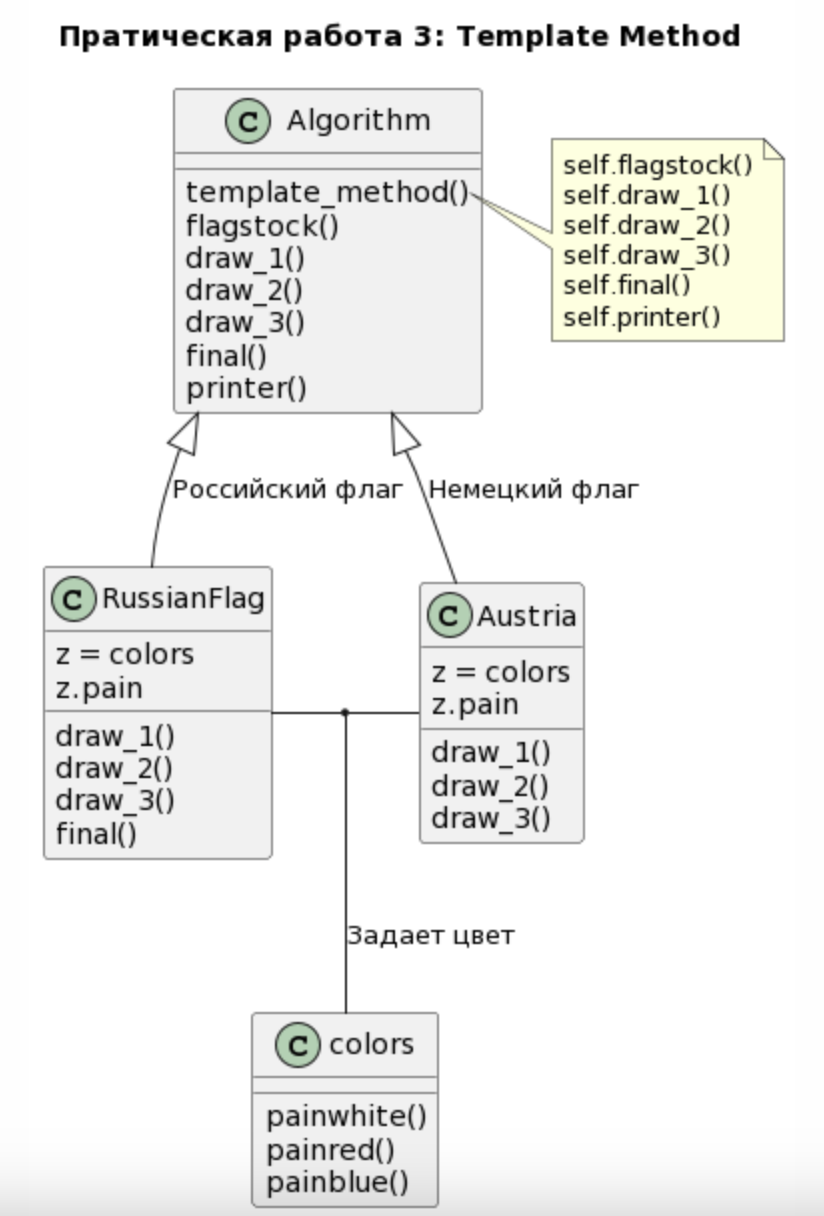 Пратическая работа 3: Template Method
C Algorithm
template_method()
flagstock()
draw_1()
draw_2()
draw_3()
final()
printer()
self.flagstock()
self.draw_1()
self.draw_2()
self.draw_3()
self.final()
self.printer()
Российский флаг
Немецкий флаг
C RussianFlag
z = colors
z.pain
draw_1()
draw_2()
draw_3()
final()
C Austria
z = colors
z.pain
draw_1()
draw_2()
draw_3()
Задает цвет
C colors
painwhite()
painred()
painblue()